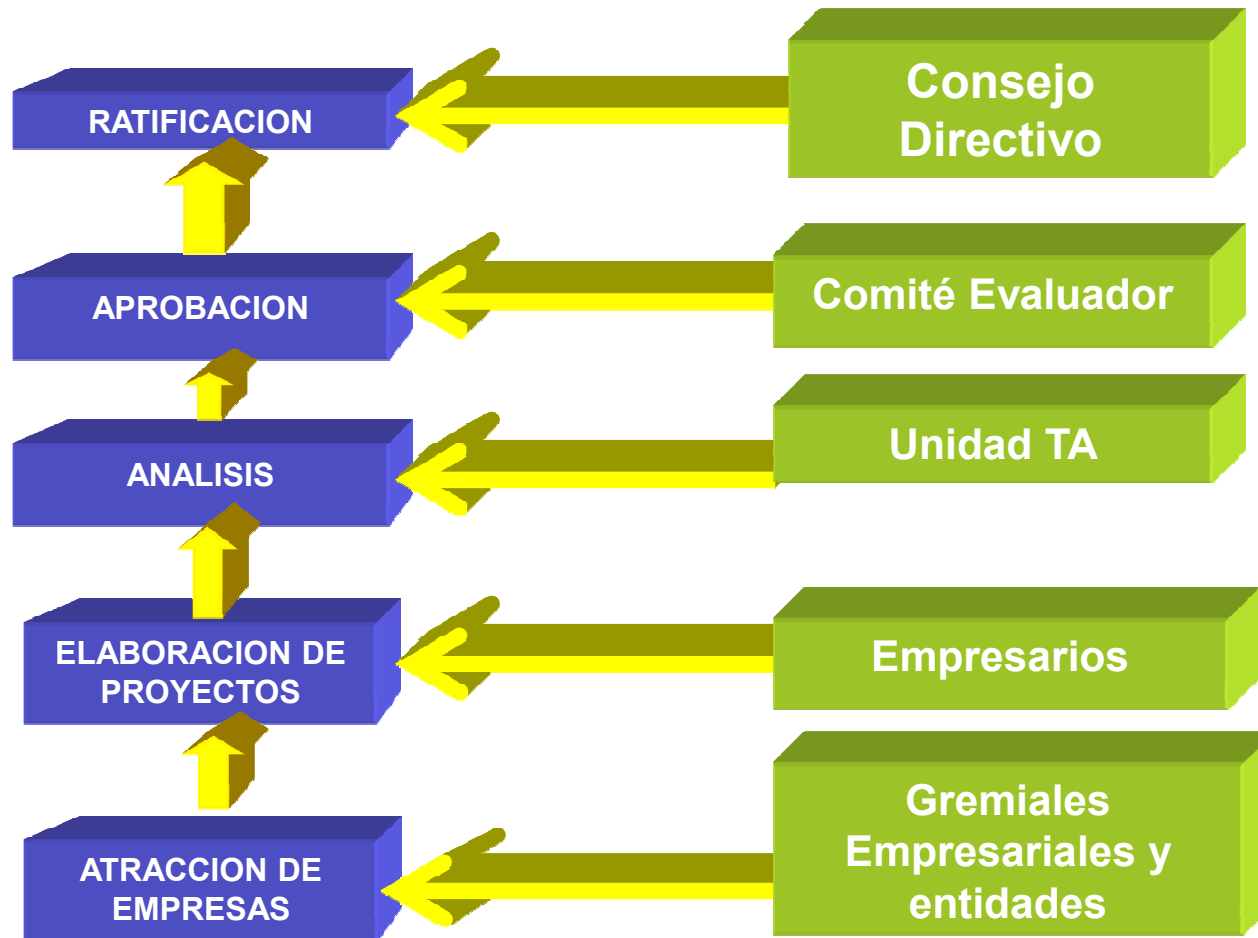 RATIFICACION
Consejo
Directivo
APROBACION
Comité Evaluador
ANALISIS
Unidad TA
ELABORACION DE
PROYECTOS
Empresarios
ATRACCION DE
EMPRESAS
Gremiales
Empresariales y
entidades